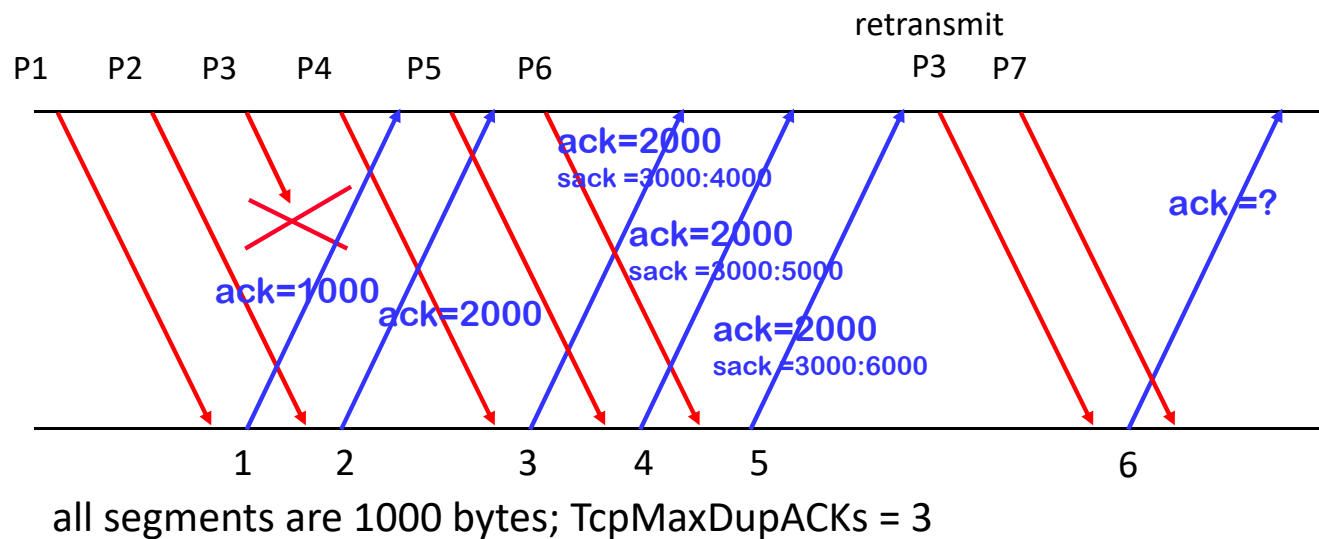 retransmit
P1 P2 P3 P4 P5 P6 P3 P7
ack=2000
sack =3000:4000
ack =?
ack=2000
sack =3000:5000
ack=1000
ack=2000
ack=2000
sack =3000:6000
1 2 3 4 5 6
all segments are 1000 bytes; TcpMaxDupACKs = 3